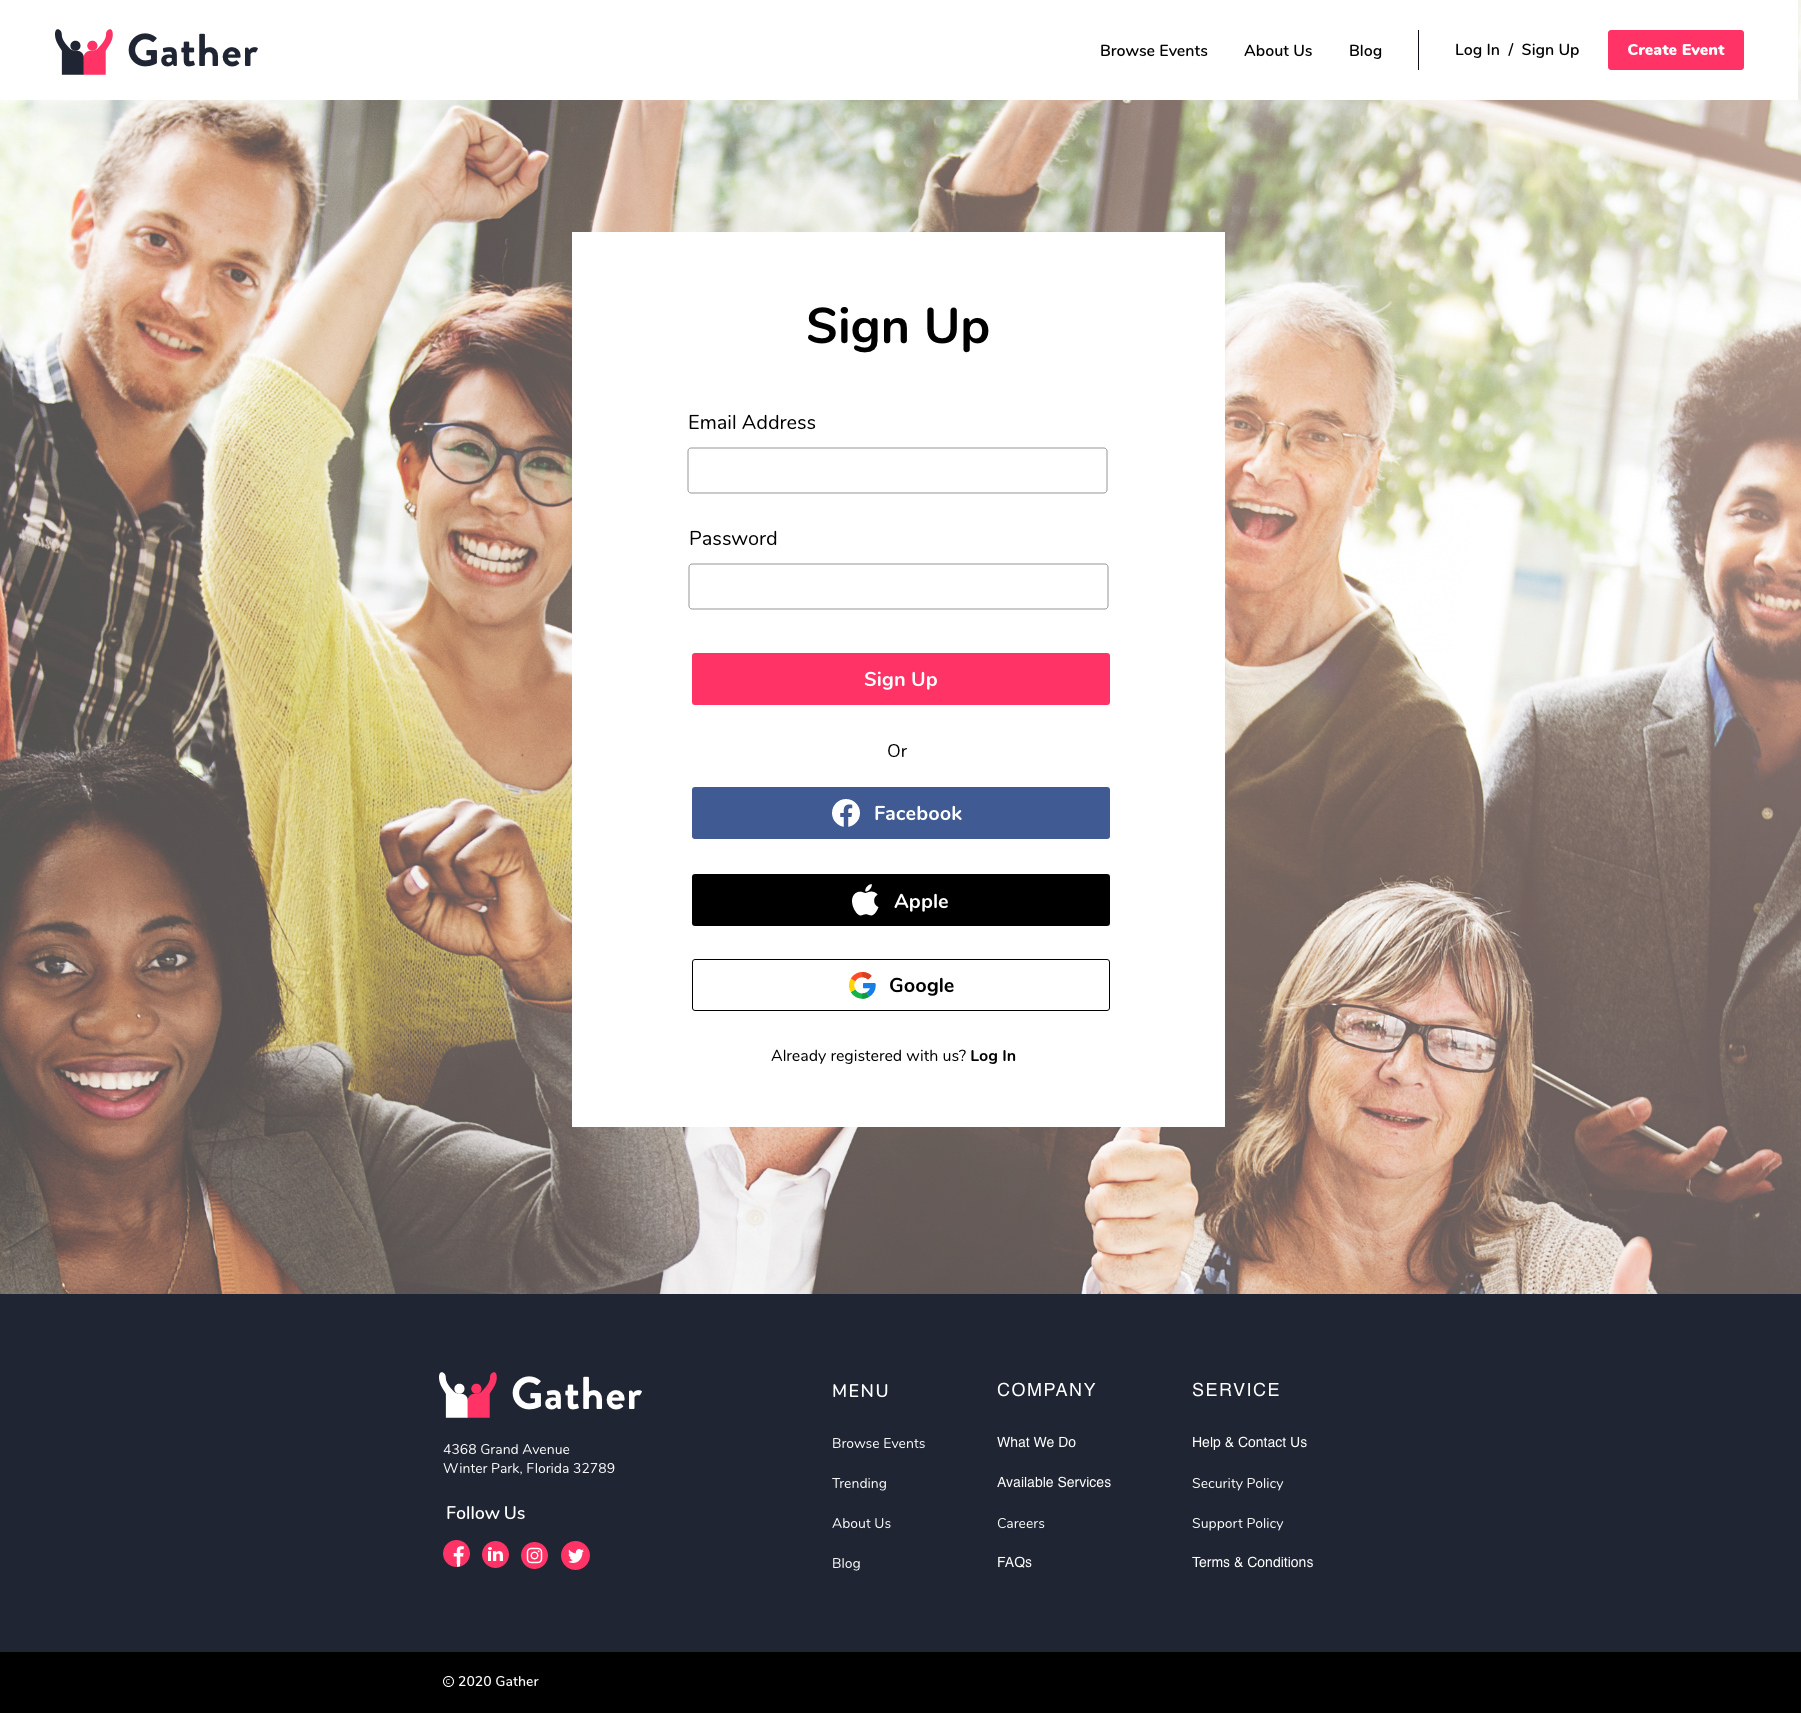 Gather
Browse Events
About Us
Blog
Log In / Sign Up
Create Event
Sign Up
Email Address
Password
Sign Up
Or
Facebook
Apple
Google
Already registered with us? Log In
Gather
4368 Grand Avenue
Winter Park, Florida 32789
Follow Us
in
MENU
Browse Events
Trending
About Us
Blog
COMPANY
What We Do
Available Services
Careers
FAQs
SERVICE
Help & Contact Us
Security Policy
Support Policy
Terms & Conditions
© 2020 Gather